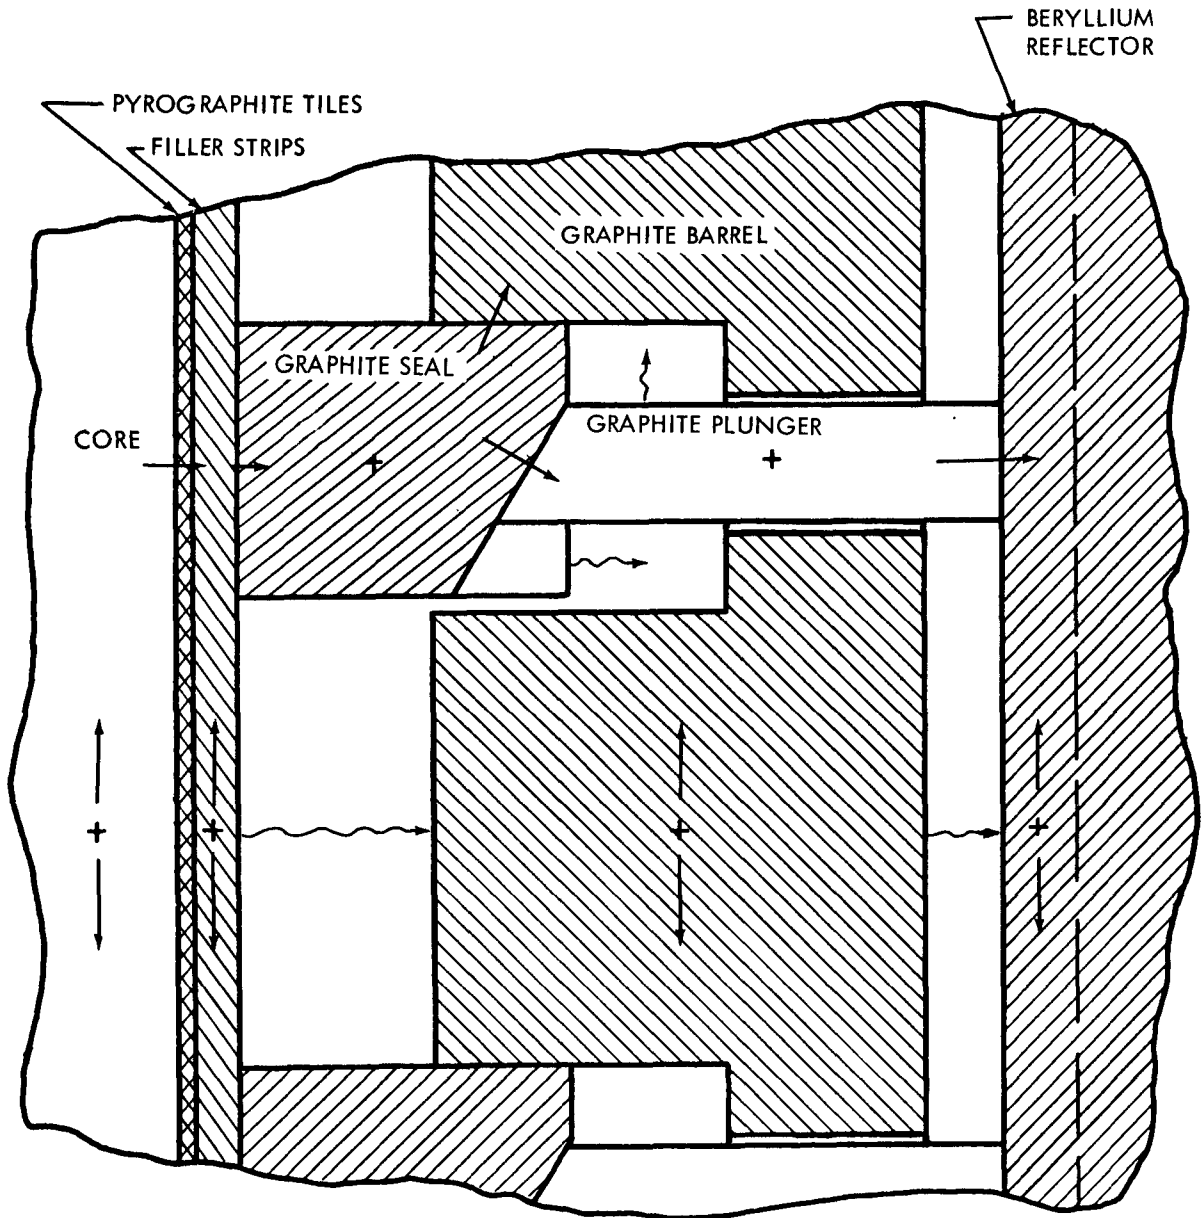 BERYLLIUM
REFLECTOR
PYROGRAPHITE TILES
FILLER STRIPS
GRAPHITE BARREL
GRAPHITE SEAL
CORE
GRAPHITE PLUNGER